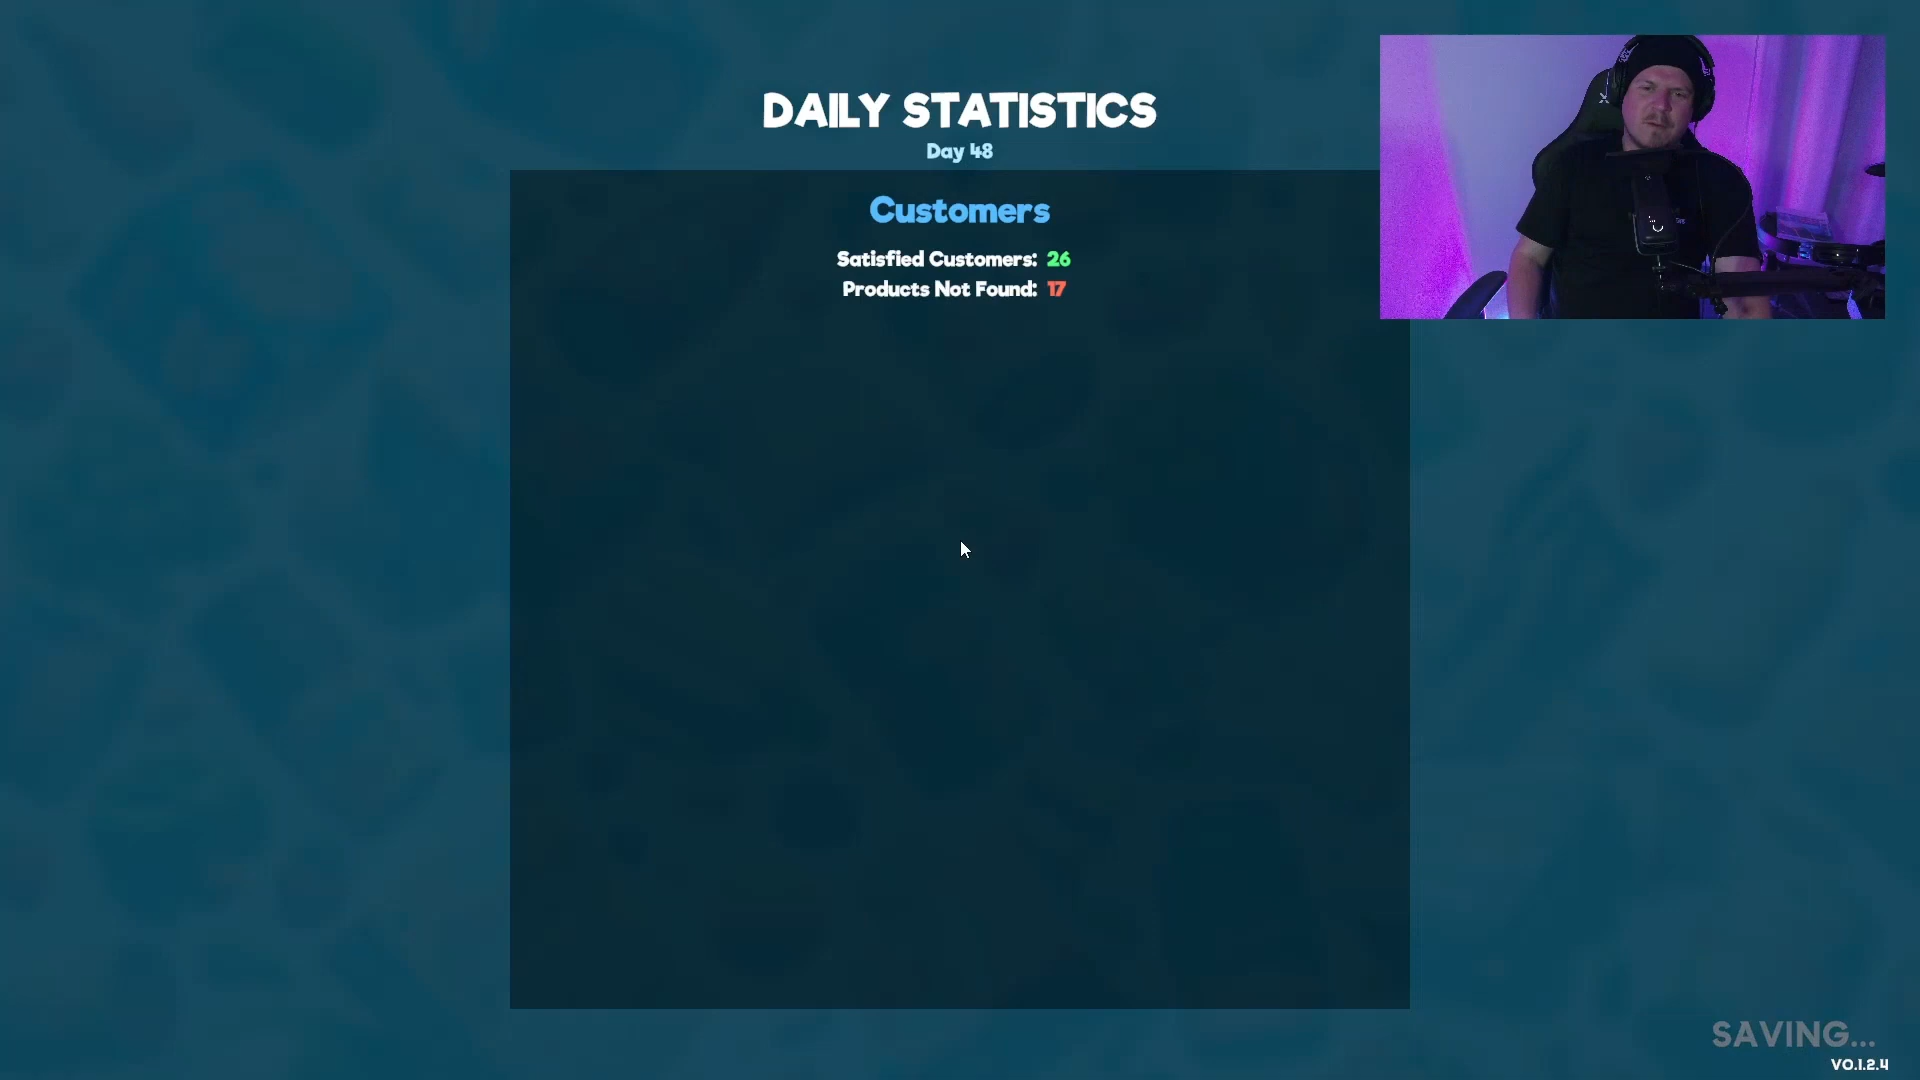 DAILY STATISTICS
Day 48
Customers
Satisfied Customers: 26
Products Not Found: 17
SAVING...
V0.1.2.4